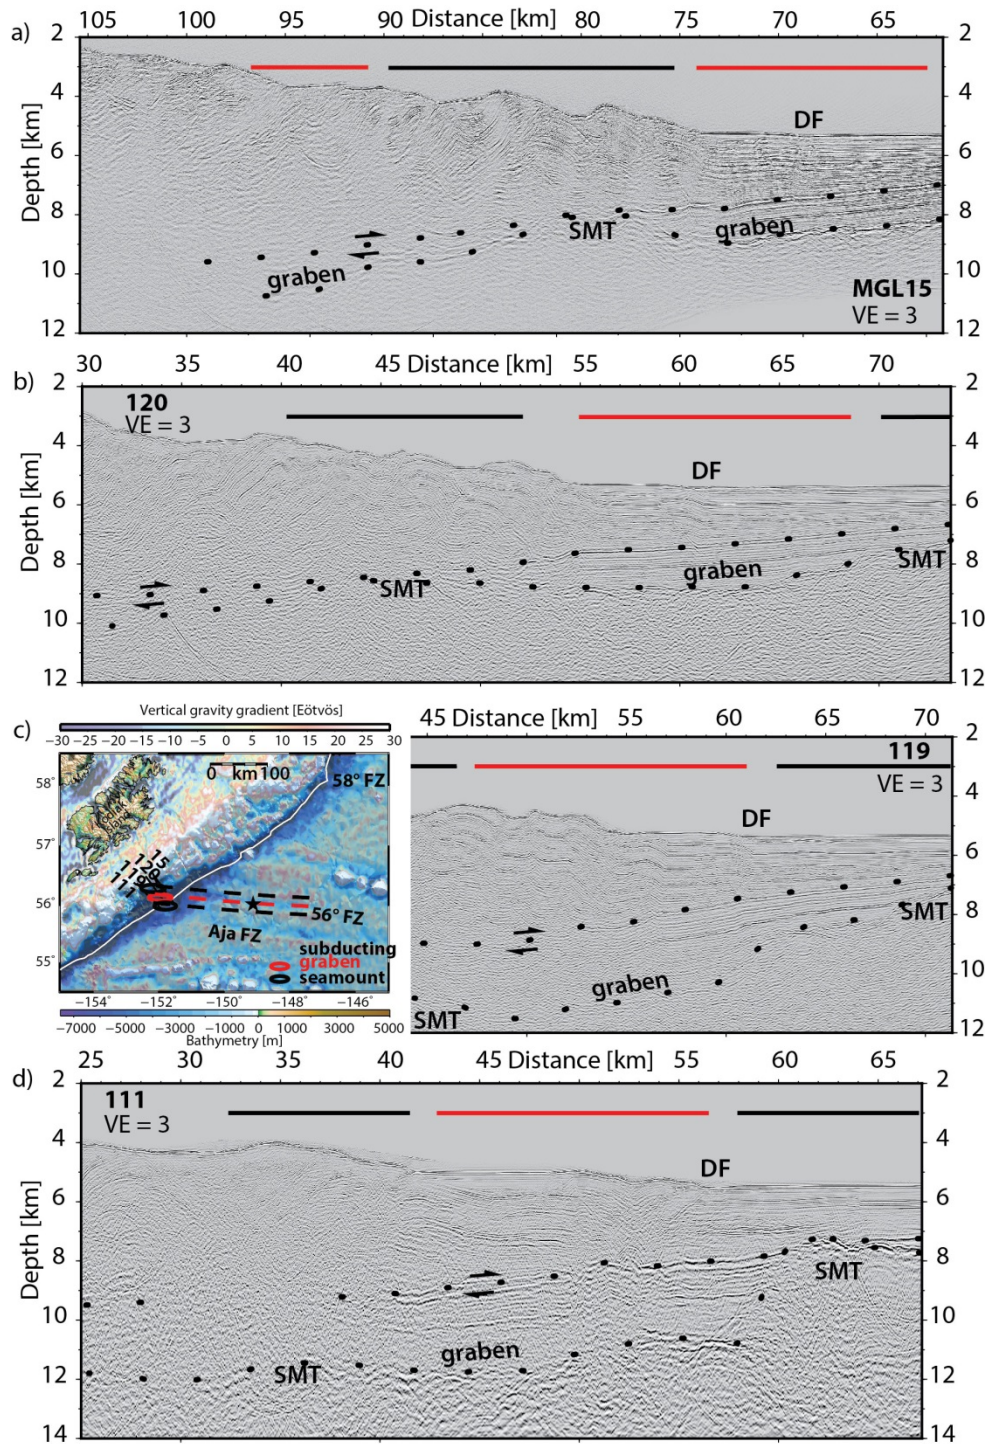 a)
105 100 95 90 Distance [km] 80 75 70 65
2 2
4 4
DF
6 6
Depth [km]
8 8
SMT graben
graben
10 10
MGL15
VE = 3
12 12
b)
30 35 40 45 Distance [km] 55 60 65 70
2 2
120
VE = 3
4 4
DF
6 6
Depth [km]
8 8
SMT graben SMT
10 10
12 12
c)
Vertical gravity gradient [Eötvös]
−30 −25 −20 −15 −10 −5 0 5 10 15 20 30
0 km 100
58° FZ
58°
57°
56°
55°
Kodiak
Island
15
120
119
111
56° FZ
Aja FZ
subducting
graben
seamount
−154° −152° −150° −148° −146°
−7000 −5000 −3000 −1000 0 1000 3000 5000
Bathymetry [m]
45 Distance [km] 55 60 65 70
2
119
VE = 3
4
DF
6
8
SMT
graben
10
SMT
12
d)
25 30 35 40 45 Distance [km] 55 60 65
2 2
111
VE = 3
4 4
DF
6 6
Depth [km]
8 8
SMT
10 10
graben
12 12
SMT
14 14